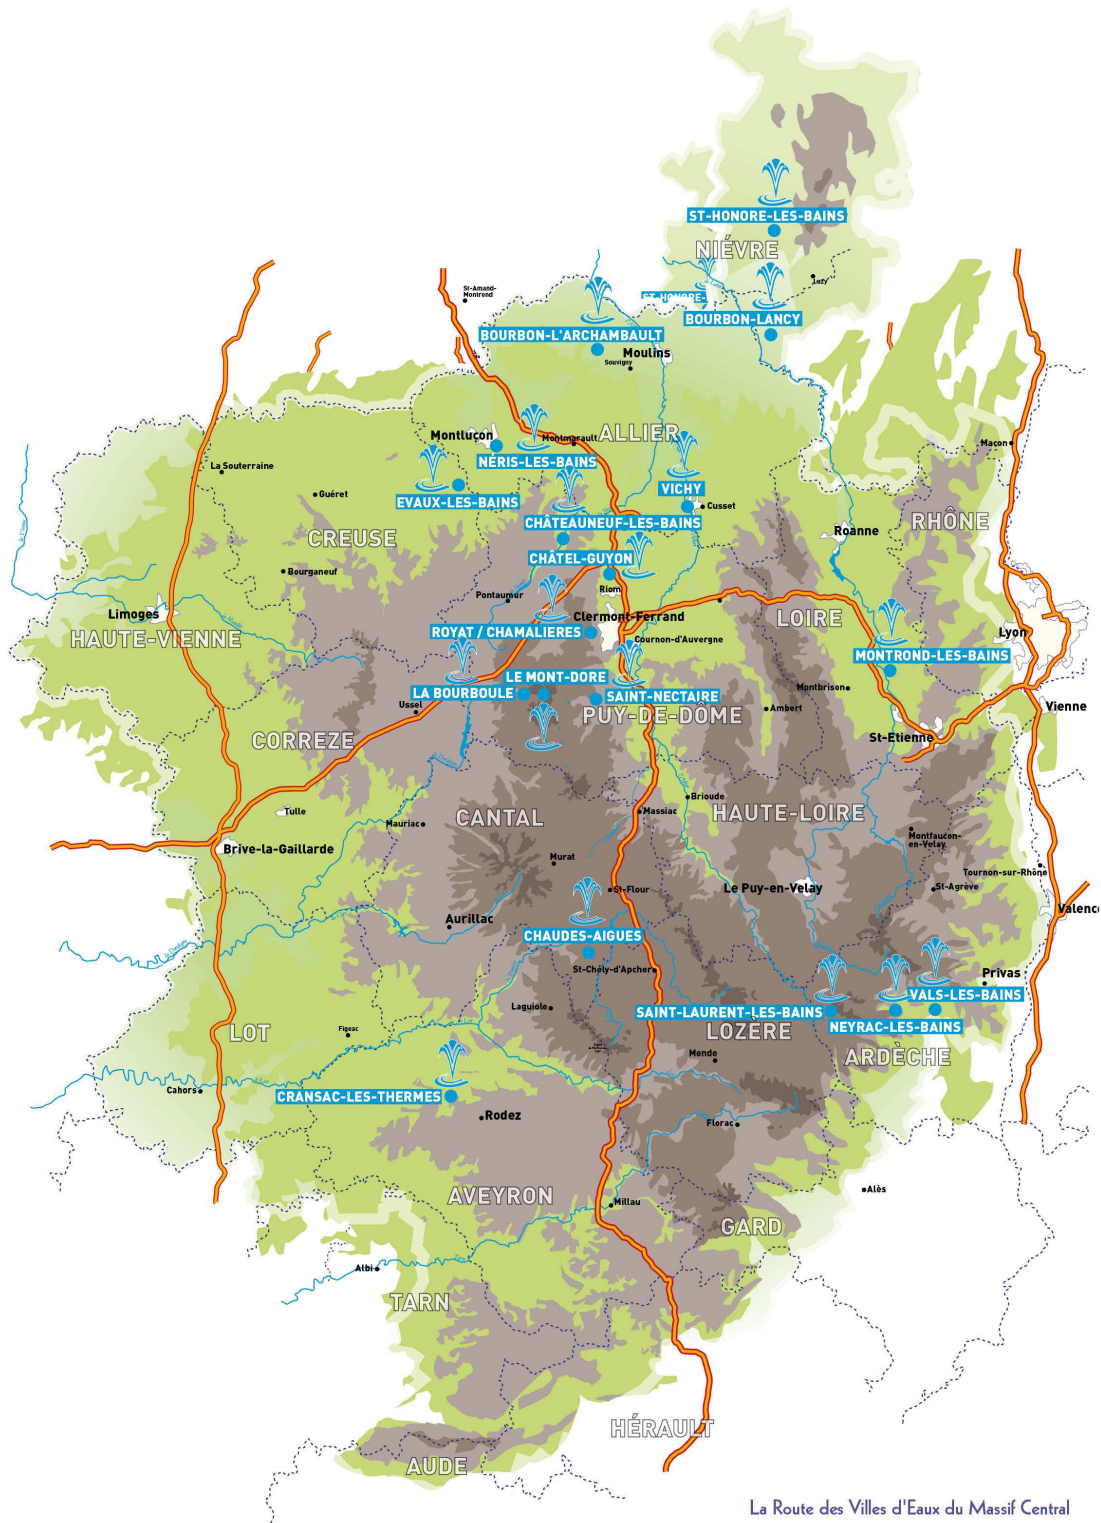 ST-HONORE-LES-BAINS
NIÉVRE
Luzy
St-Amand-
Montrond
ST-HONORE-
BOURBON-LANCY
BOURBON-L'ARCHAMBAULT
Moulins
Souvigny
Montluçon
Montmarault
ALLIER
Macon
NÉRIS-LES-BAINS
La Souterraine
VICHY
Guéret
EVAUX-LES-BAINS
Cusset
CHÂTEAUNEUF-LES-BAINS
RHÔNE
Roanne
CREUSE
CHÂTEL-GUYON
Bourganeuf
Riom
Pontaumur
Limoges
Clermont-Ferrand
LOIRE
HAUTE-VIENNE
ROYAT / CHAMALIERES
Cournon-d'Auvergne
Lyon
MONTROND-LES-BAINS
LE MONT-DORE
LA BOURBOULE
SAINT-NECTAIRE
Montbrison
Ussel
PUY-DE-DÔME
Ambert
Vienne
CORREZE
St-Etienne
Brioude
Tulle
Massiac
HAUTE-LOIRE
CANTAL
Mauriac
Montfaucon-
en-Velay
Brive-la-Gaillarde
Murat
Tournon-sur-Rhône
St-Flour
Le Puy-en-Velay
St-Agrève
Valence
Aurillac
CHAUDES-AIGUES
St-Chély-d'Apcher
Privas
VALS-LES-BAINS
Laguiole
SAINT-LAURENT-LES-BAINS
NEYRAC-LES-BAINS
LOT
Figeac
LOZÈRE
Mende
ARDÈCHE
Cahors
CRANSAC-LES-THERMES
Rodez
Florac
AVEYRON
Alès
Millau
GARD
Albi
TARN
HÉRAULT
AUDE
La Route des Villes d'Eaux du Massif Central